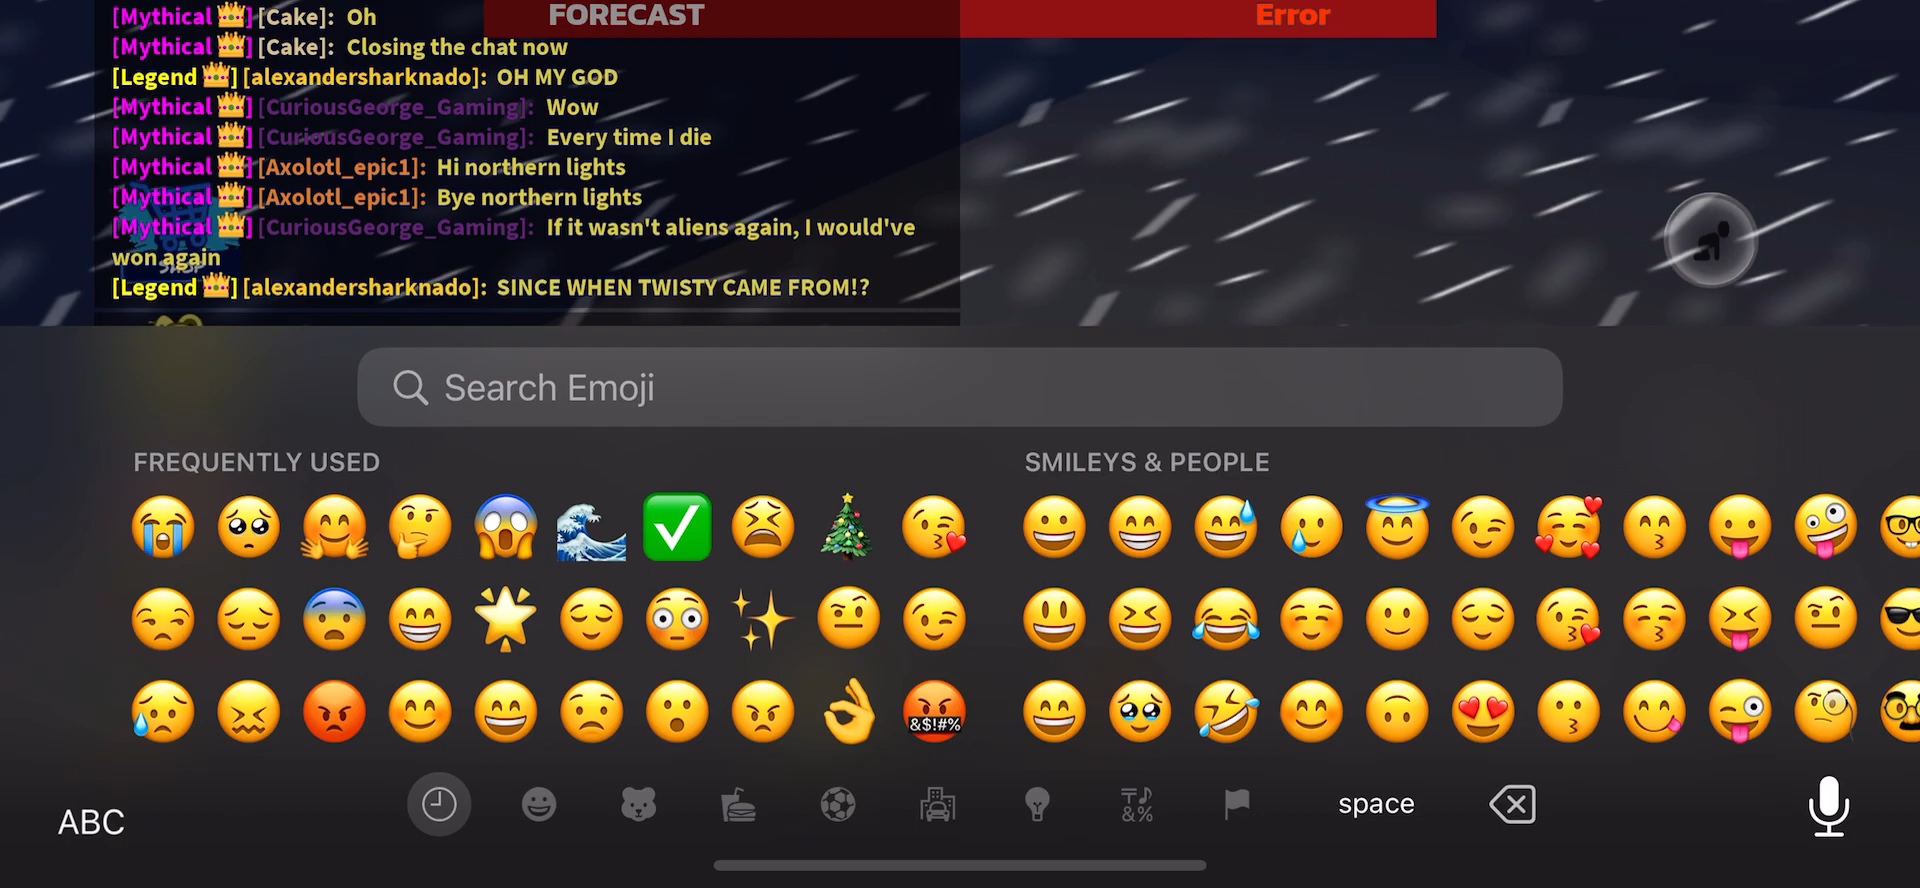 FORECAST
Error
[Mythical 👑][Cake]: Oh
[Mythical 👑][Cake]: Closing the chat now
[Legend 👑][alexandersharknado]: OH MY GOD
[Mythical 👑][CuriousGeorge_Gaming]: Wow
[Mythical 👑][CuriousGeorge_Gaming]: Every time I die
[Mythical 👑][Axolotl_epic1]: Hi northern lights
[Mythical 👑][Axolotl_epic1]: Bye northern lights
[Mythical 👑][CuriousGeorge_Gaming]: If it wasn't aliens again, I would've
won again
SHOP
[Legend 👑][alexandersharknado]: SINCE WHEN TWISTY CAME FROM!?
Search Emoji
FREQUENTLY USED
SMILEYS & PEOPLE
&$!#%
ABC
T♪
&%
space